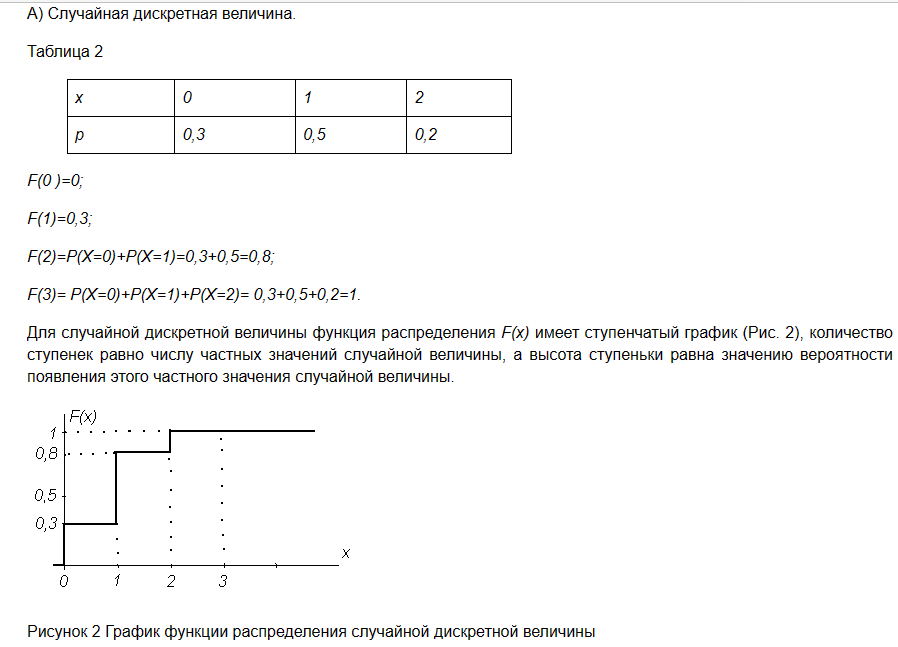 А) Случайная дискретная величина.
Таблица 2
x 0 1 2
p 0,3 0,5 0,2
F(0 )=0;
F(1)=0,3;
F(2)=P(X=0)+P(X=1)=0,3+0,5=0,8;
F(3)= P(X=0)+P(X=1)+P(X=2)= 0,3+0,5+0,2=1.
Для случайной дискретной величины функция распределения F(x) имеет ступенчатый график (Рис. 2), количество
ступенек равно числу частных значений случайной величины, а высота ступеньки равна значению вероятности
появления этого частного значения случайной величины.
F(x)
1
0,8
0,5
0,3
x
0 1 2 3
Рисунок 2 График функции распределения случайной дискретной величины